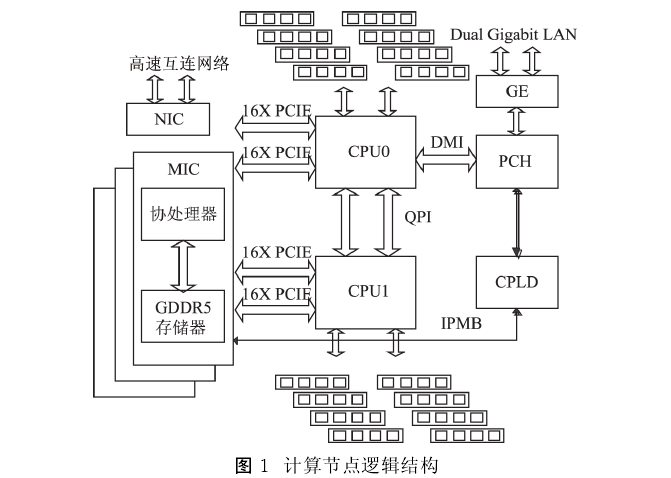 Dual Gigabit LAN
高速互连网络
GE
NIC
16X PCIE
CPU0
DMI
PCH
16X PCIE
MIC
协处理器
QPI
16X PCIE
CPU1
CPLD
16X PCIE
GDDR5
存储器
IPMB
图 1 计算节点逻辑结构